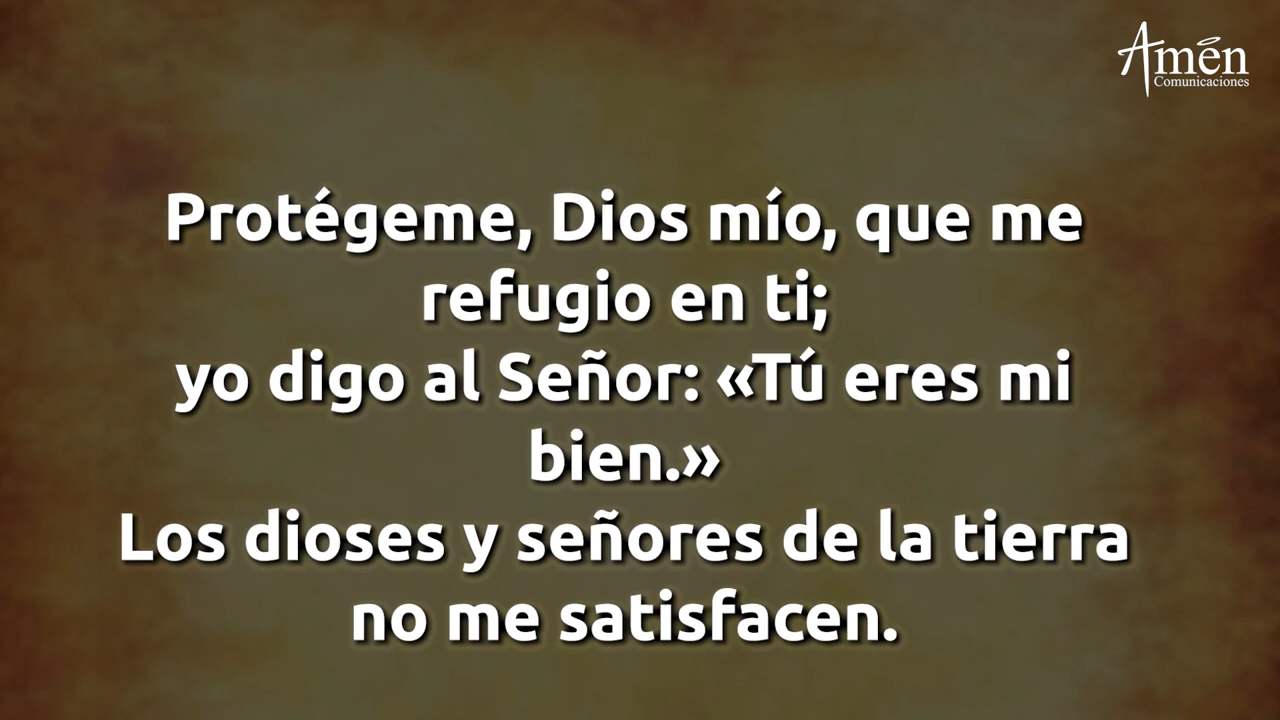 Amén
Comunicaciones
Protégeme, Dios mío, que me
refugio en ti;
yo digo al Señor: «Tú eres mi
bien.»
Los dioses y señores de la tierra
no me satisfacen.